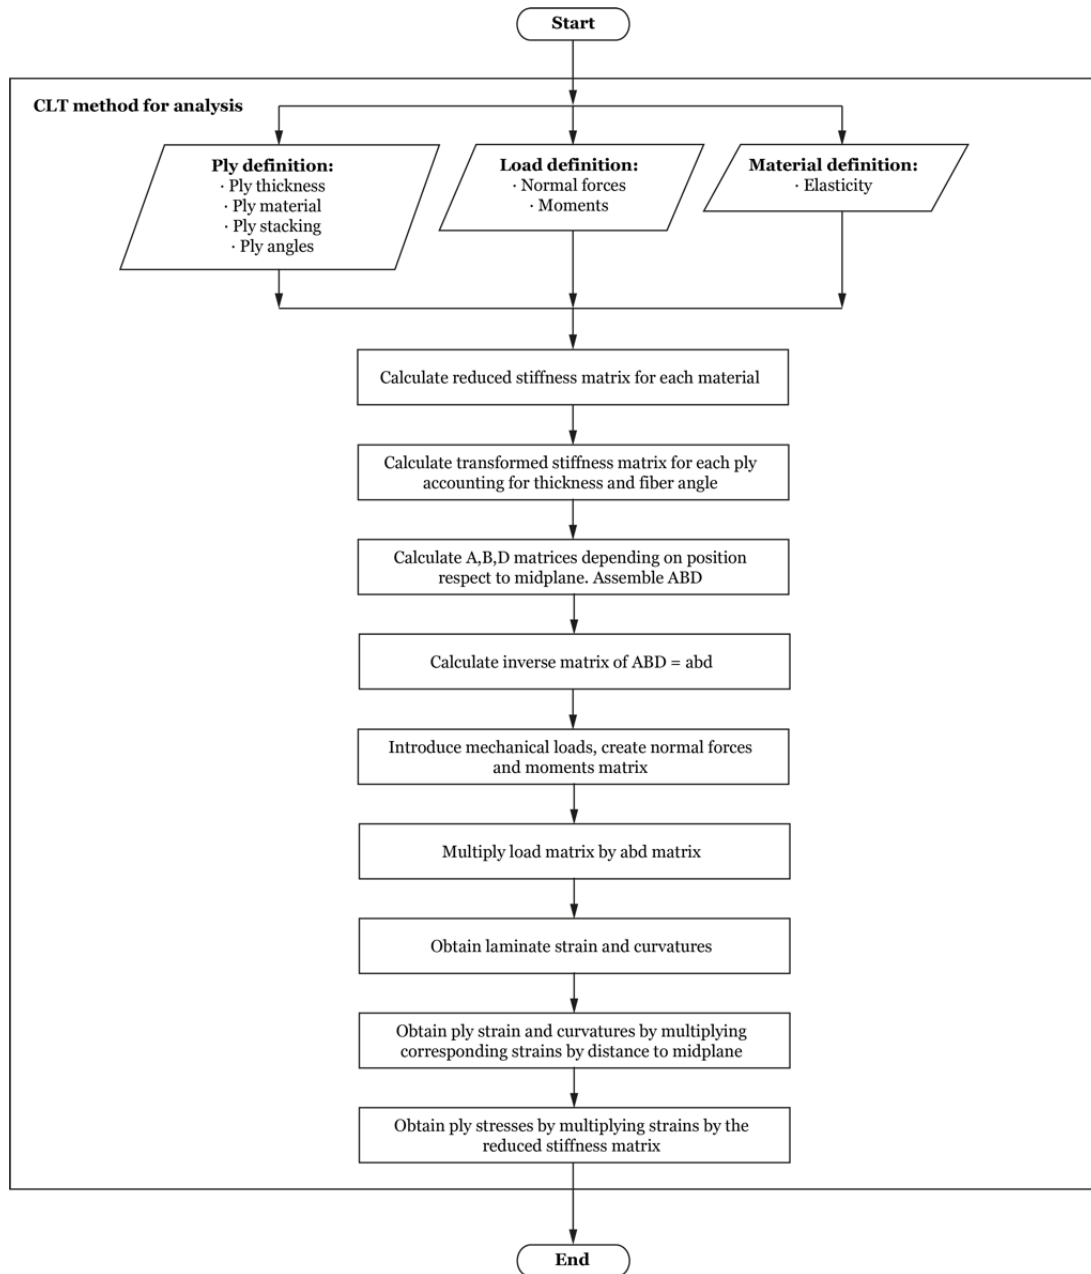 Start
CLT method for analysis
Ply definition:
· Ply thickness
· Ply material
· Ply stacking
· Ply angles
Load definition:
· Normal forces
· Moments
Material definition:
· Elasticity
Calculate reduced stiffness matrix for each material
Calculate transformed stiffness matrix for each ply
accounting for thickness and fiber angle
Calculate A,B,D matrices depending on position
respect to midplane. Assemble ABD
Calculate inverse matrix of ABD = abd
Introduce mechanical loads, create normal forces
and moments matrix
Multiply load matrix by abd matrix
Obtain laminate strain and curvatures
Obtain ply strain and curvatures by multiplying
corresponding strains by distance to midplane
Obtain ply stresses by multiplying strains by the
reduced stiffness matrix
End